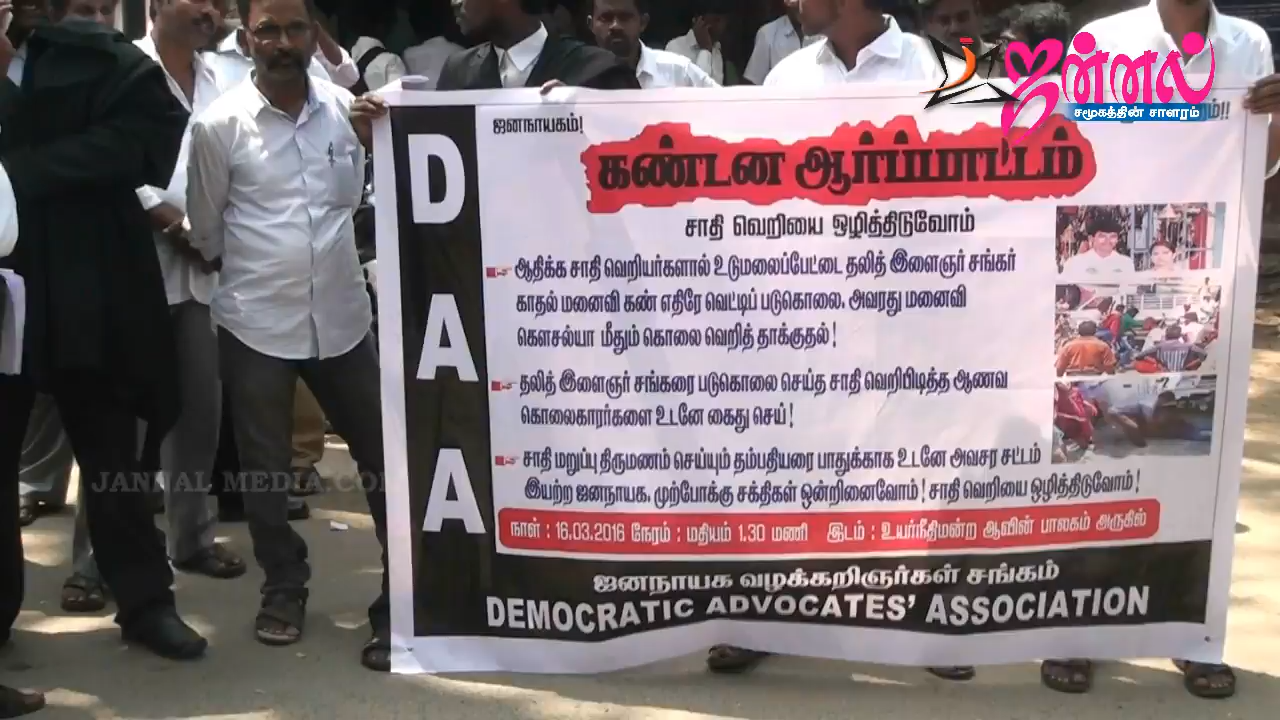 ஜன்னல்
சமூகத்தின் சாளரம்
ஜனநாயகம்!
கண்டன ஆர்ப்பாட்டம்
சாதி வெறியை ஒழித்திடுவோம்
ஆதிக்க சாதி வெறியர்களால் உடுமலைப்பேட்டை தலித் இளைஞர் சங்கர்
காதல் மனைவி கண் எதிரே வெட்டிப் படுகொலை. அவரது மனைவி
கௌசல்யா மீதும் கொலை வெறித் தாக்குதல்!
தலித் இளைஞர் சங்கரை படுகொலை செய்த சாதி வெறிபிடித்த ஆணவ
கொலைகாரர்களை உடனே கைது செய்!
சாதி மறுப்பு திருமணம் செய்யும் தம்பதியரை பாதுக்காக உடனே அவசர சட்டம்
இயற்ற ஜனநாயக, முற்போக்கு சக்திகள் ஒன்றினைவோம்! சாதி வெறியை ஒழித்திடுவோம்!
நாள் : 16.03.2016 நேரம் : மதியம் 1.30 மணி இடம் : உயர்நீதிமன்ற ஆவின் பாலகம் அருகில்
ஜனநாயக வழக்கறிஞர்கள் சங்கம்
DEMOCRATIC ADVOCATES' ASSOCIATION
DAA
JANNAL MEDIA.COM